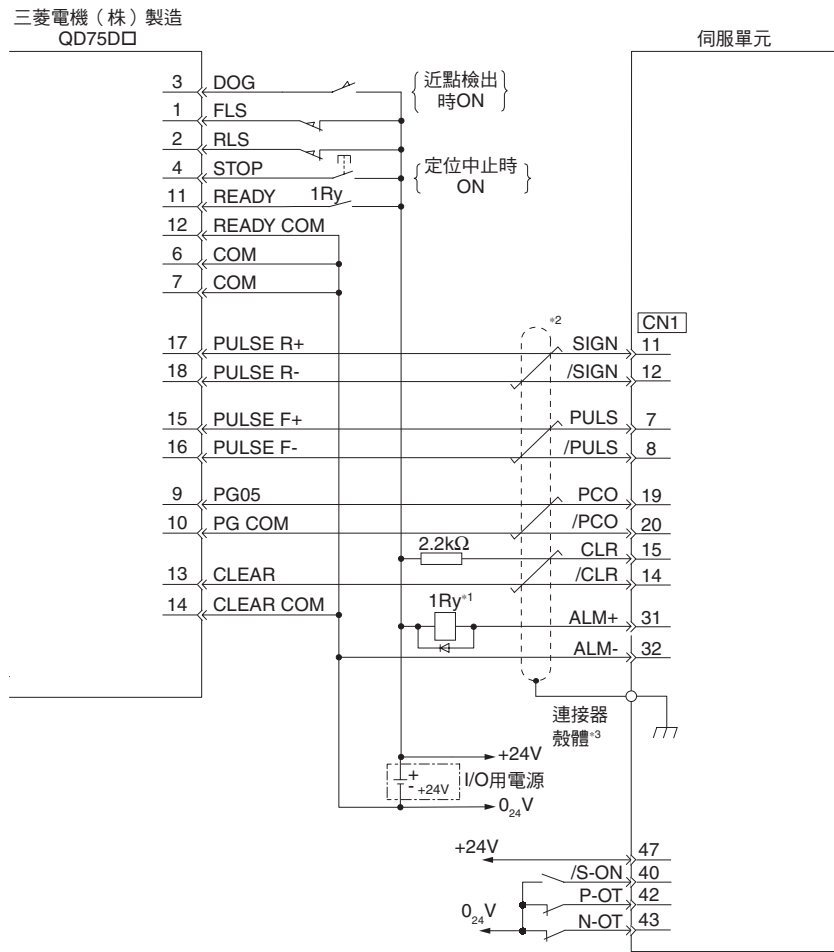 三菱電機（株）製造
QD75D□
伺服單元
3 DOG
近點檢出
時ON
1 FLS
2 RLS
4 STOP
定位中止時
ON
11 READY 1Ry
12 READY COM
6 COM
7 COM
*2
CN1
17 PULSE R+ SIGN 11
18 PULSE R- /SIGN 12
15 PULSE F+ PULS 7
16 PULSE F- /PULS 8
9 PG05 PCO 19
10 PG COM /PCO 20
2.2kΩ CLR 15
13 CLEAR /CLR 14
14 CLEAR COM 1Ry*1 ALM+ 31
ALM- 32
連接器
殼體*3
+24V
+
-
+24V
I/O用電源
0₂₄V
+24V 47
/S-ON 40
P-OT 42
0₂₄V N-OT 43